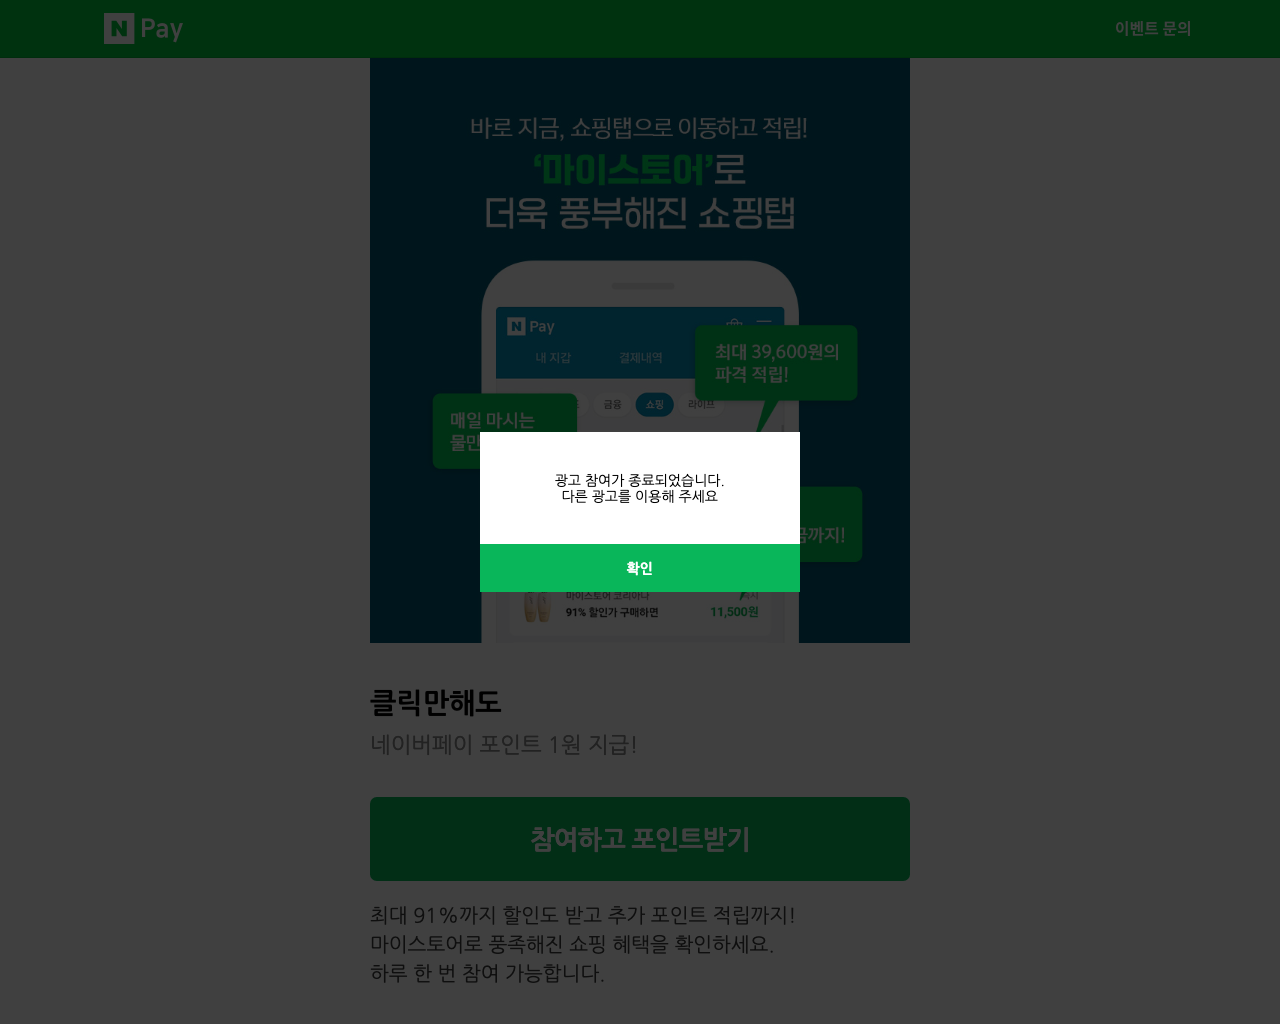 N Pay
이벤트 문의
바로 지금, 쇼핑탭으로 이동하고 적립!
‘마이스토어’로
더욱 풍부해진 쇼핑탭
N Pay
내 지갑
결제내역
최대 39,600원의
파격 적립!
금융
쇼핑
라이브
매일 마시는
광고 참여가 종료되었습니다.
다른 광고를 이용해 주세요
확인
마이스토어 코리아나
91% 할인가 구매하면
11,500원
클릭만해도
네이버페이 포인트 1원 지급!
참여하고 포인트받기
최대 91%까지 할인도 받고 추가 포인트 적립까지!
마이스토어로 풍족해진 쇼핑 혜택을 확인하세요.
하루 한 번 참여 가능합니다.